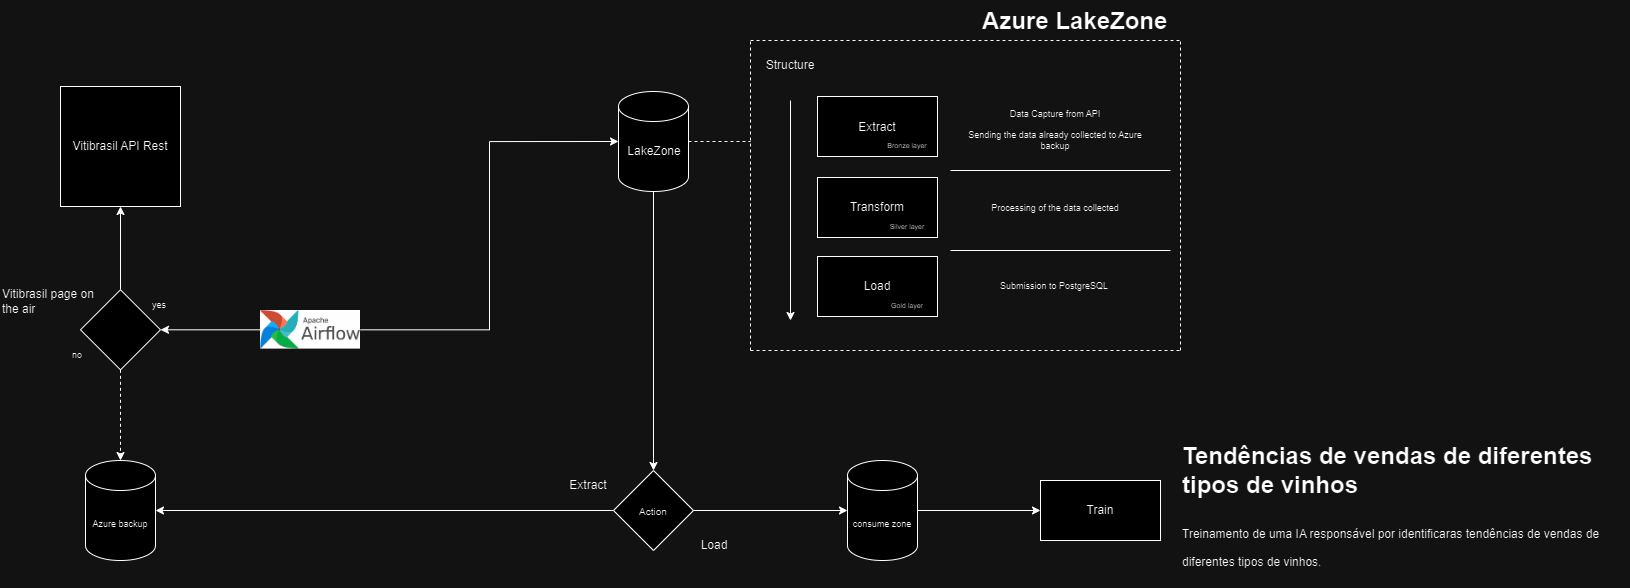 Azure LakeZone
Structure
Extract
Bronze layer
Data Capture from API
Sending the data already collected to Azure
backup
Transform
Silver layer
Processing of the data collected
Load
Gold layer
Submission to PostgreSQL
Vitibrasil API Rest
LakeZone
Vitibrasil page on
the air
yes
no
Apache
Airflow
Azure backup
Extract
Action
Load
consume zone
Train
Tendências de vendas de diferentes
tipos de vinhos
Treinamento de uma IA responsável por identificaras tendências de vendas de
diferentes tipos de vinhos.